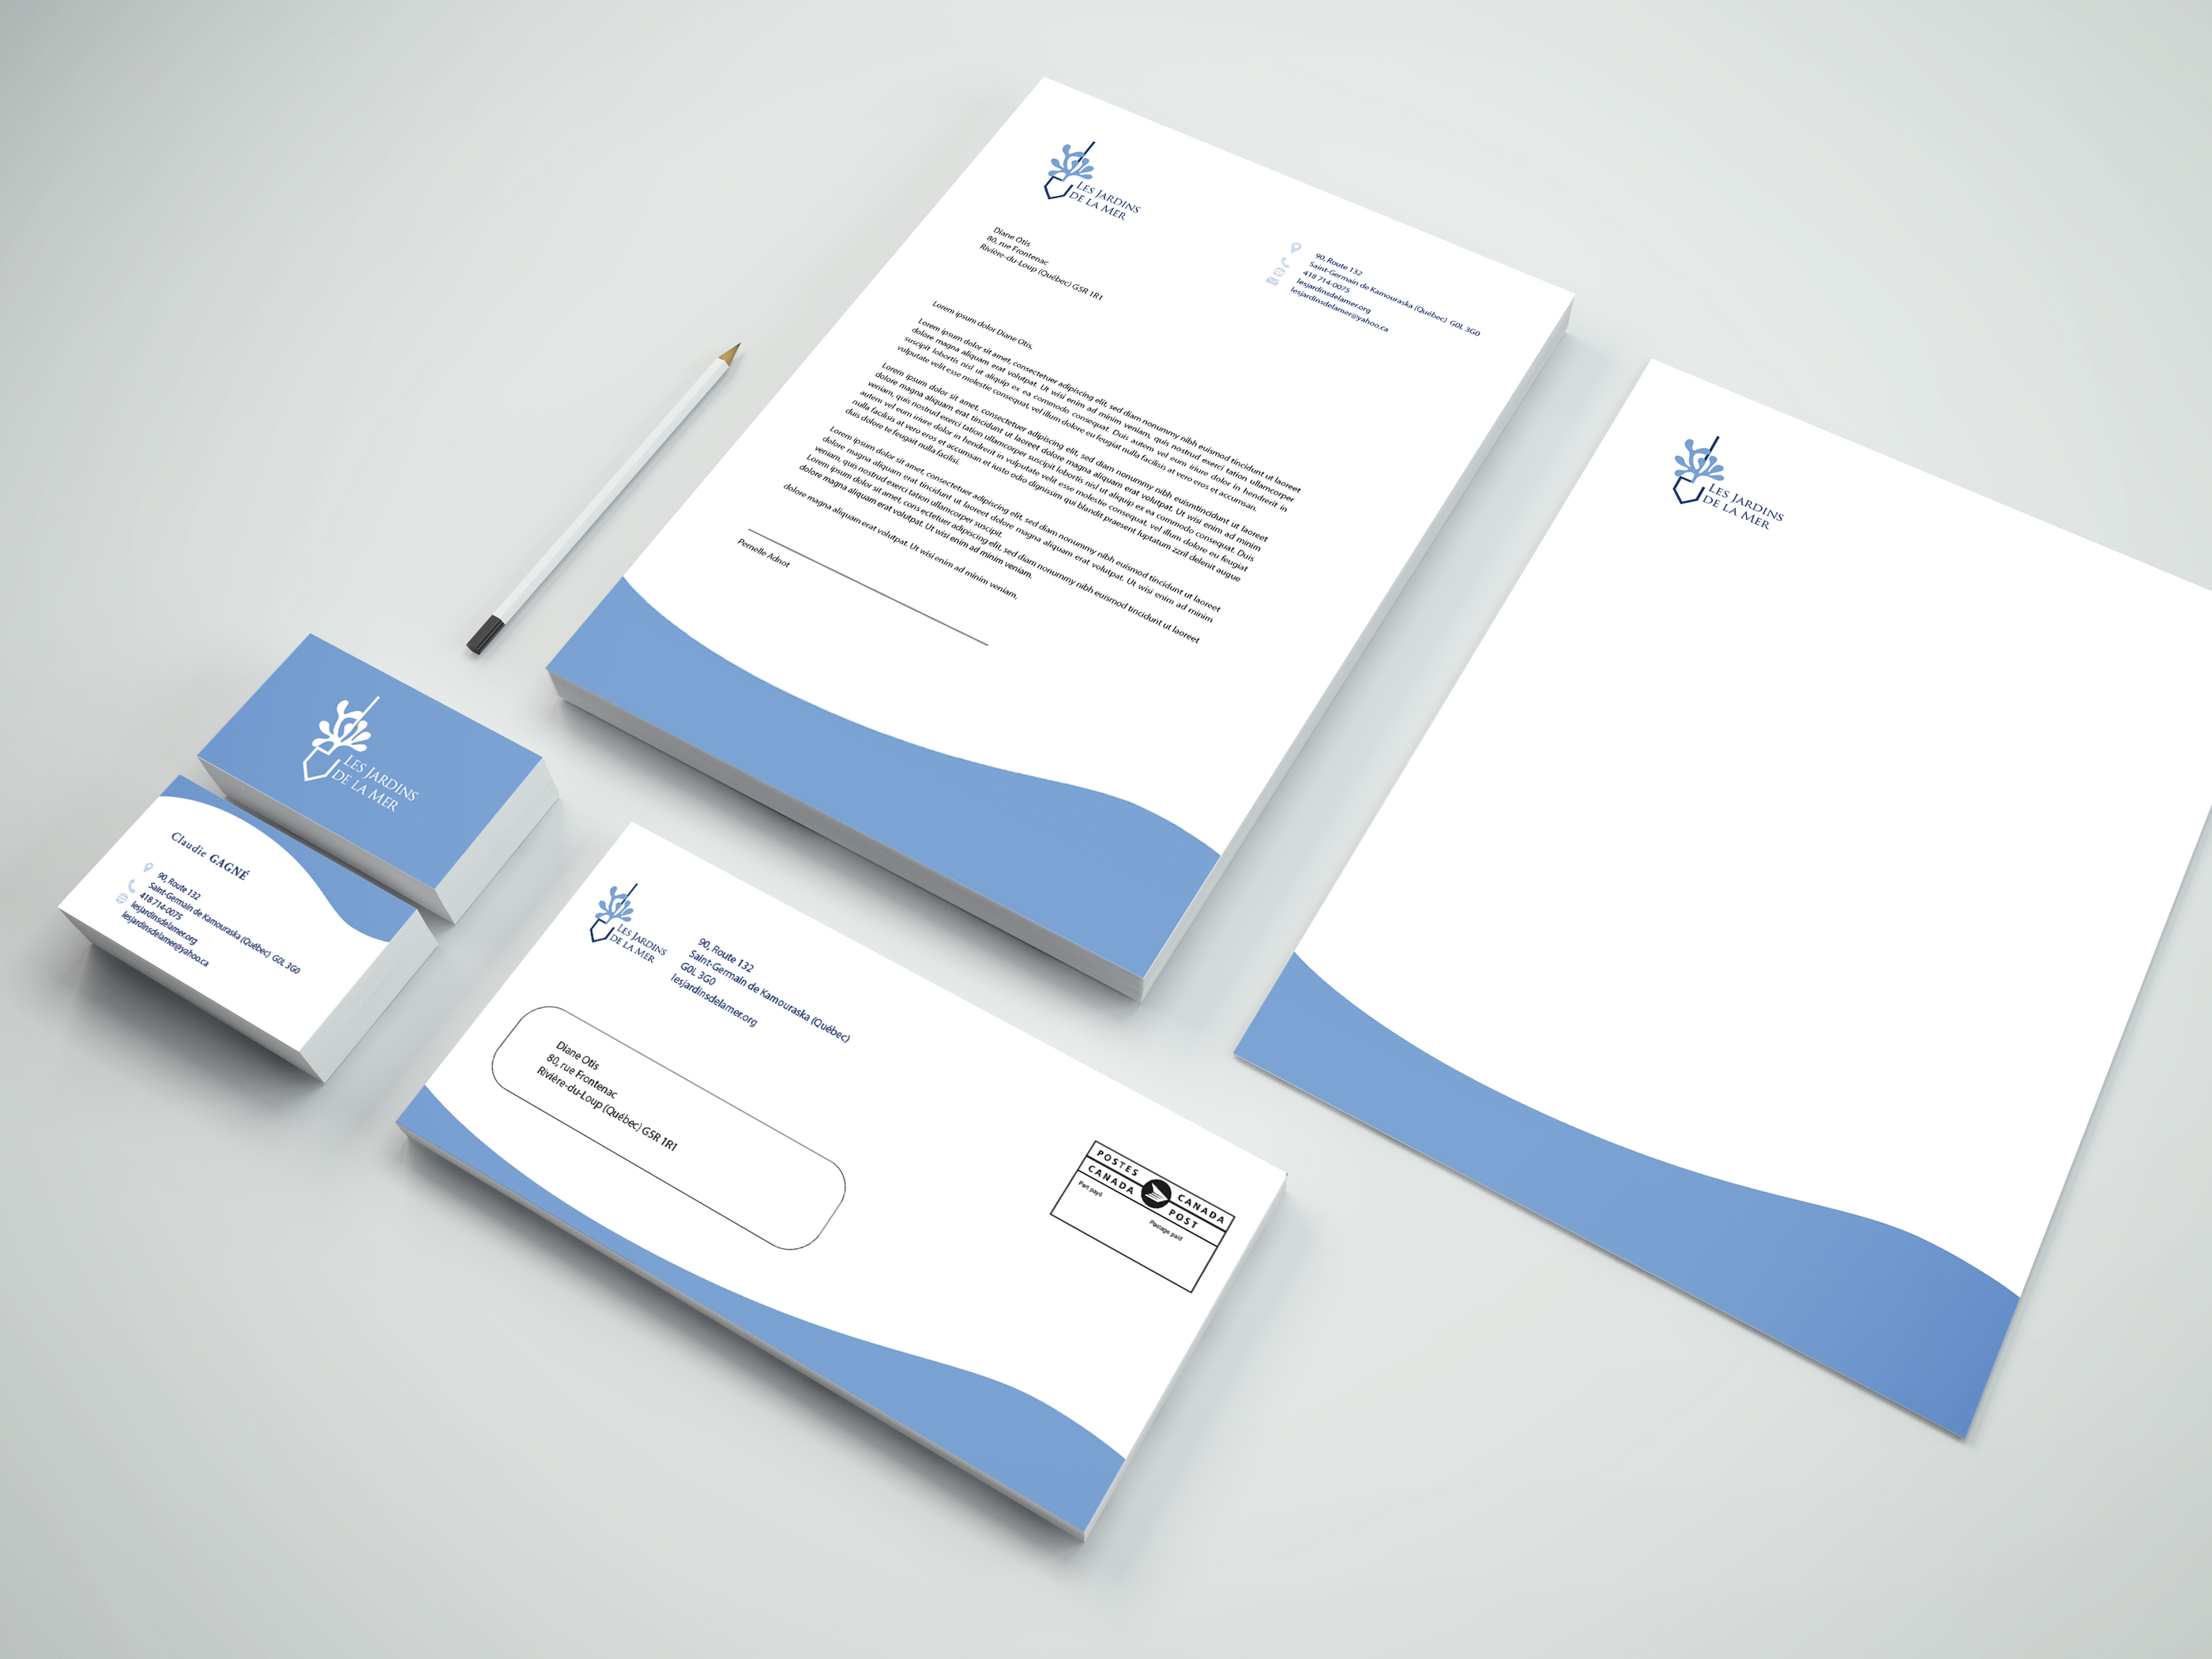 LES JARDINS
DE LA MER
90, Route 132
Saint-Germain de Kamouraska (Québec) G0L 3G0
418 714-0075
lesjardinsdelamer.org
lesjardinsdelamer@yahoo.ca
Diane Otis
80, rue Frontenac
Rivière-du-Loup (Québec) G5R 1R1
Lorem ipsum dolor Diane Otis,
Lorem ipsum dolor sit amet, consectetuer adipiscing elit, sed diam nonummy nibh euismod tincidunt ut laoreet
dolore magna aliquam erat volutpat. Ut wisi enim ad minim veniam, quis nostrud exerci tation ullamcorper
suscipit lobortis nisl ut aliquip ex ea commodo consequat. Duis autem vel eum iriure dolor in hendrerit in
vulputate velit esse molestie consequat, vel illum dolore eu feugiat nulla facilisis at vero eros et accumsan.
Lorem ipsum dolor sit amet, consectetuer adipiscing elit, sed diam nonummy nibh euismtincidunt ut laoreet
dolore magna aliquam erat tincidunt ut laoreet dolore magna aliquam erat volutpat. Ut wisi enim ad minim
veniam, quis nostrud exerci tation ullamcorper suscipit lobortis nisl ut aliquip ex ea commodo consequat. Duis
autem vel eum iriure dolor in hendrerit in vulputate velit esse molestie consequat, vel illum dolore eu feugiat
nulla facilisis at vero eros et accumsan et iusto odio dignissim qui blandit praesent luptatum zzril delenit augue
duis dolore te feugait nulla facilisi.
Lorem ipsum dolor sit amet, consectetuer adipiscing elit, sed diam nonummy nibh euismod tincidunt ut laoreet
dolore magna aliquam erat tincidunt ut laoreet dolore magna aliquam erat volutpat. Ut wisi enim ad minim
veniam, quis nostrud exerci tation ullamcorper suscipit.
Lorem ipsum dolor sit amet, cons ectetuer adipiscing elit, sed diam nonummy nibh euismod tincidunt ut laoreet
dolore magna aliquam erat volutpat. Ut wisi enim ad minim veniam.
dolore magna aliquam erat volutpat. Ut wisi enim ad minim veniam,
Pernelle Adnot
LES JARDINS
DE LA MER
LES JARDINS
DE LA MER
Claudie GAGNÉ
90, Route 132
Saint-Germain de Kamouraska (Québec) G0L 3G0
418 714-0075
lesjardinsdelamer.org
lesjardinsdelamer@yahoo.ca
LES JARDINS
DE LA MER
90, Route 132
Saint-Germain de Kamouraska (Québec)
G0L 3G0
lesjardinsdelamer.org
Diane Otis
80, rue Frontenac
Rivière-du-Loup (Québec) G5R 1R1
POSTES CANADA
CANADA POST
Port payé
Postage paid